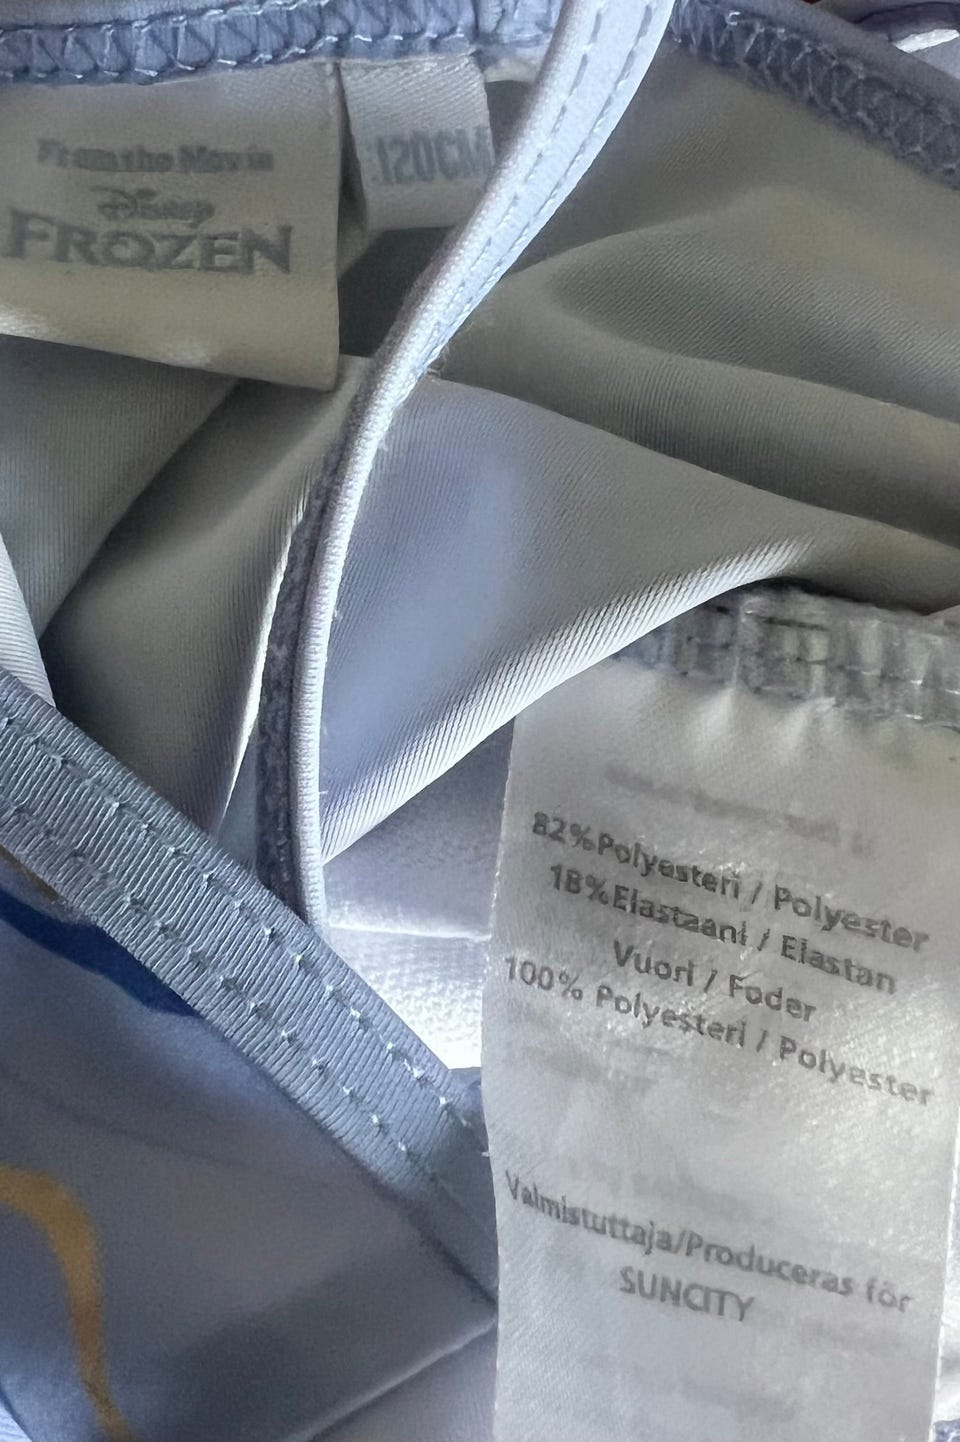 From the Movie
Disney
FROZEN
120CM
82%Polyesteri / Polyester
18%Elastaani / Elastan
Vuori / Foder
100% Polyesteri / Polyester
Valmistuttaja/Produceras för
SUNCITY